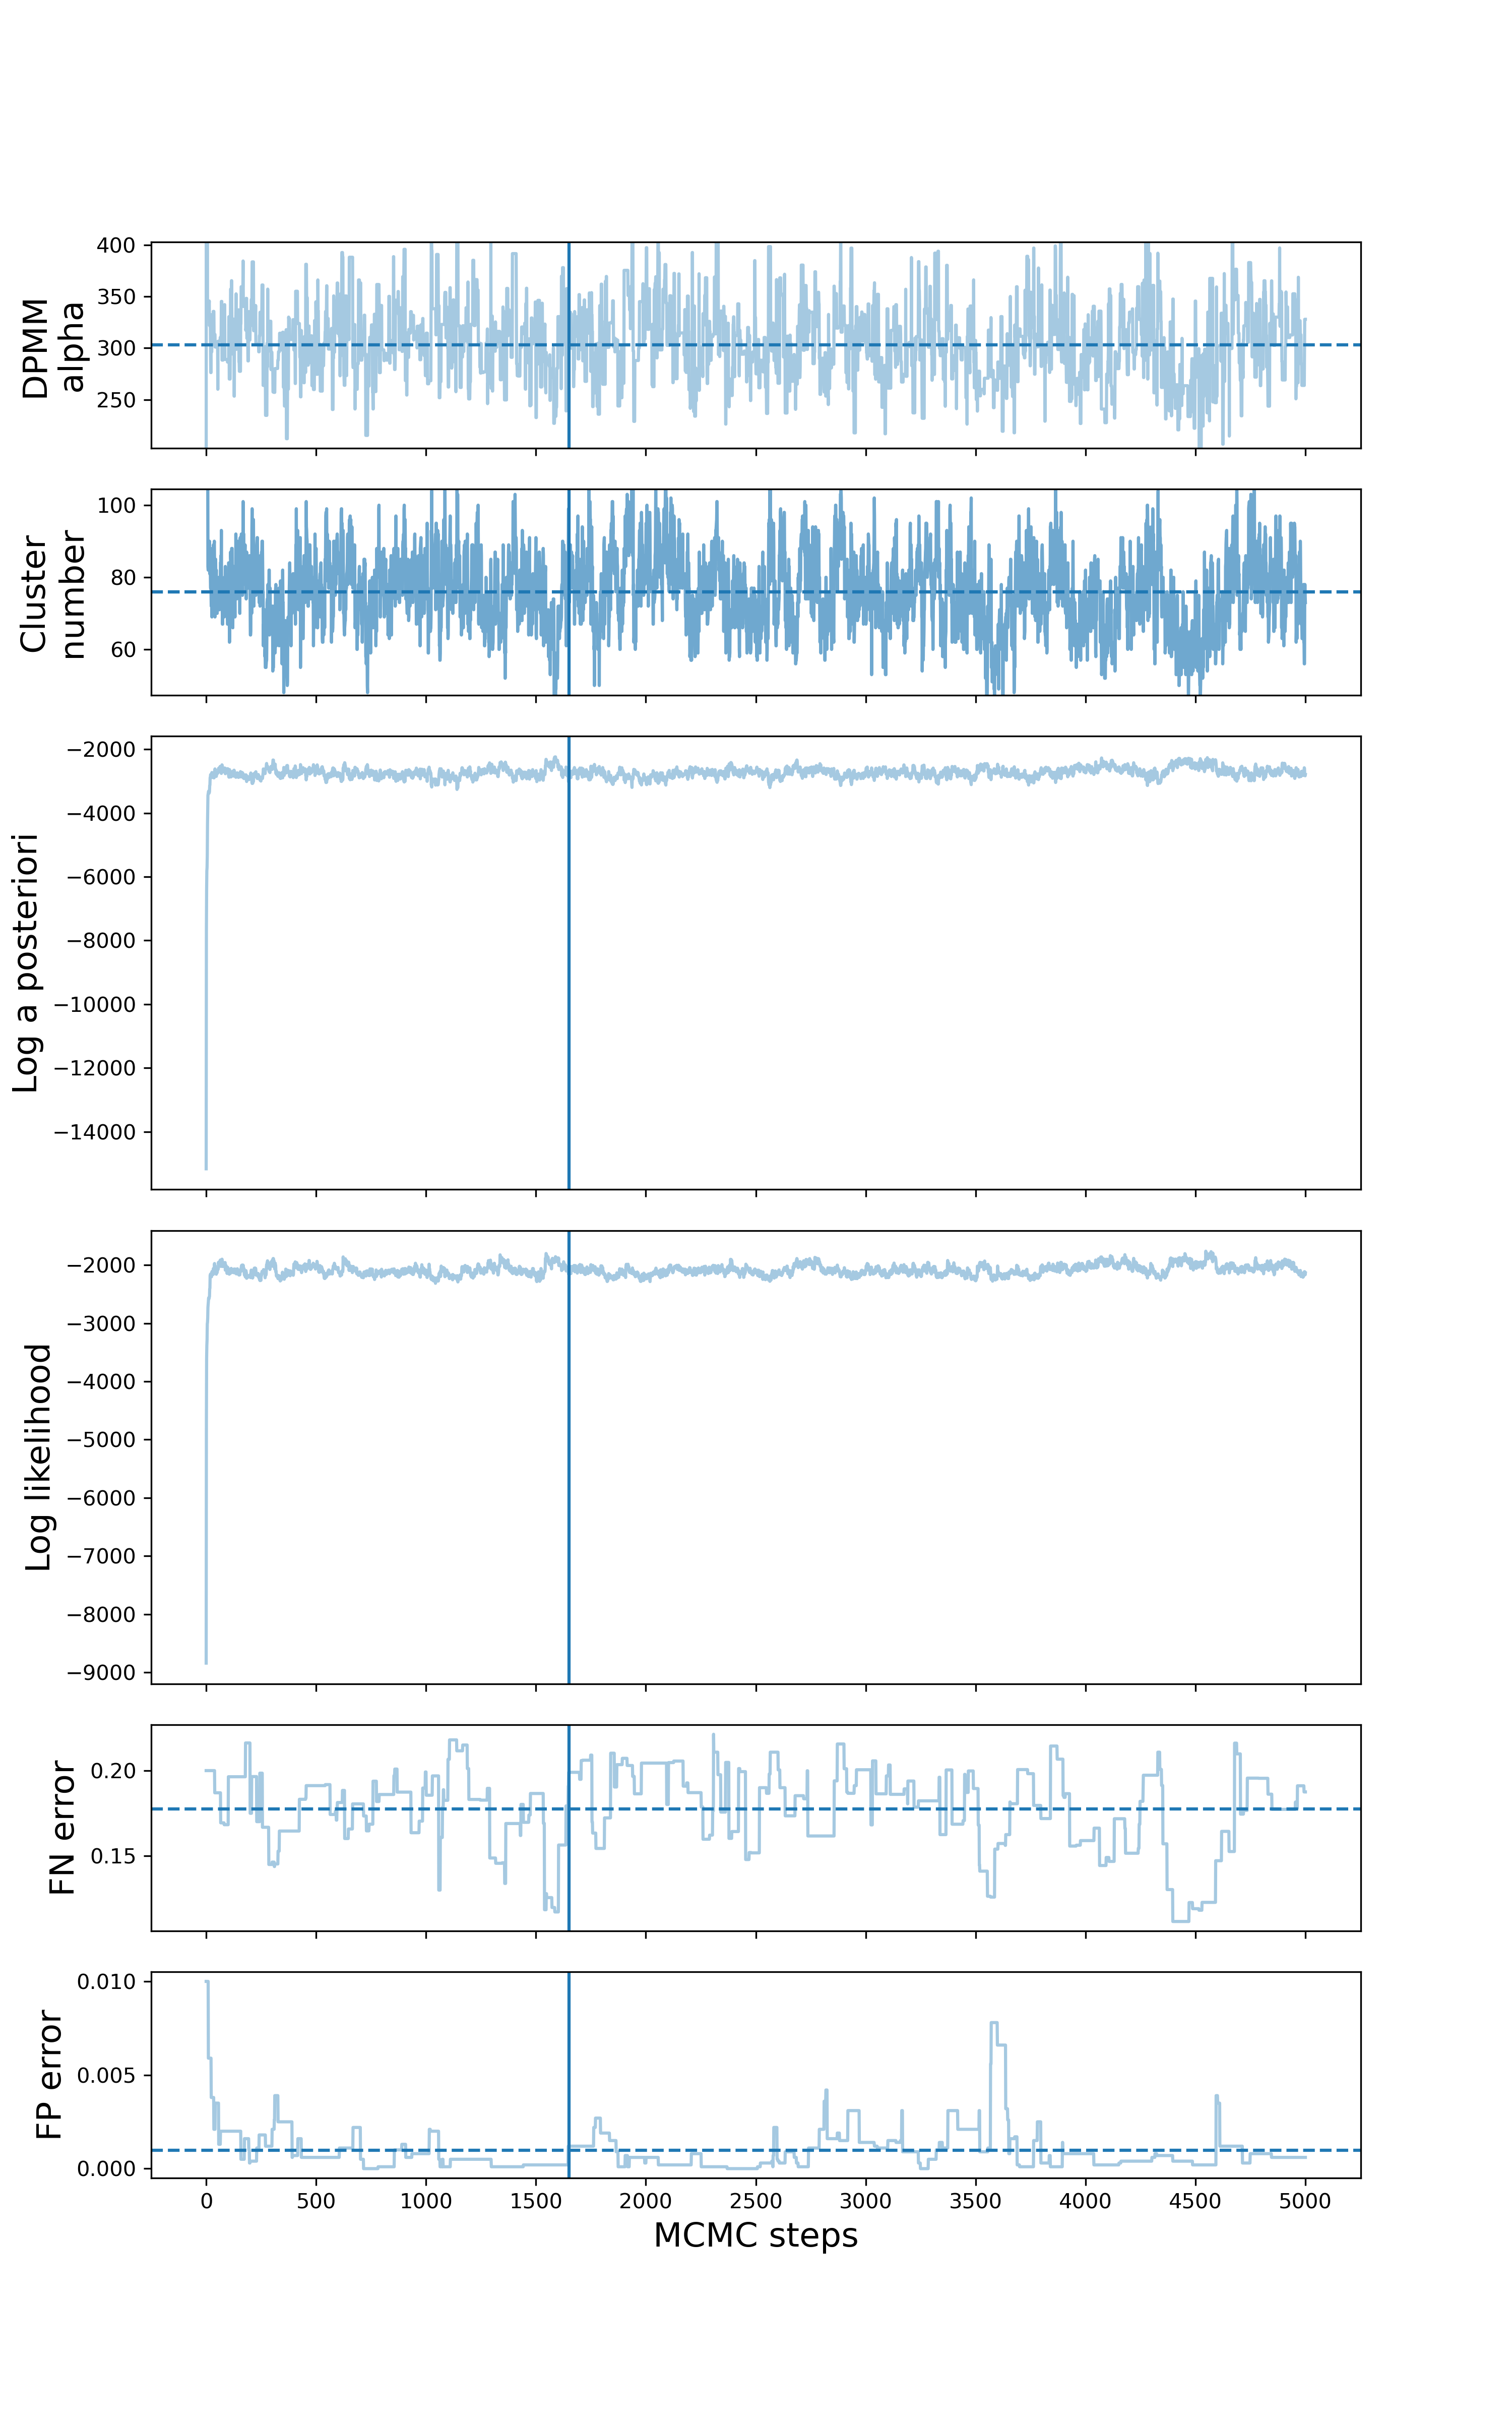 DPMM
alpha
400
350
300
250
Cluster
number
100
80
60
Log a posteriori
−2000
−4000
−6000
−8000
−10000
−12000
−14000
Log likelihood
−2000
−3000
−4000
−5000
−6000
−7000
−8000
−9000
FN error
0.20
0.15
FP error
0.010
0.005
0.000
0 500 1000 1500 2000 2500 3000 3500 4000 4500 5000
MCMC steps